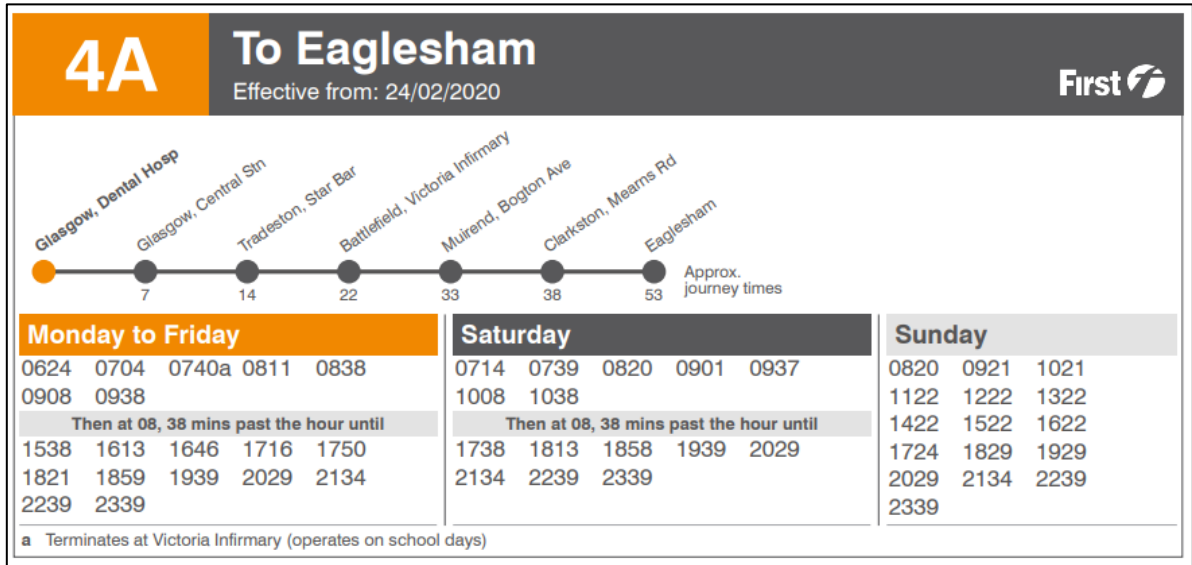 4A
To Eaglesham
Effective from: 24/02/2020
First
Glasgow, Dental Hosp
Glasgow, Central Stn
Tradeston, Star Bar
Battlefield, Victoria Infirmary
Muirend, Bogton Ave
Clarkston, Mearns Rd
Eaglesham
7 14 22 33 38 53
Approx.
journey times
Monday to Friday
0624 0704 0740a 0811 0838
0908 0938
Then at 08, 38 mins past the hour until
1538 1613 1646 1716 1750
1821 1859 1939 2029 2134
2239 2339
Saturday
0714 0739 0820 0901 0937
1008 1038
Then at 08, 38 mins past the hour until
1738 1813 1858 1939 2029
2134 2239 2339
Sunday
0820 0921 1021
1122 1222 1322
1422 1522 1622
1724 1829 1929
2029 2134 2239
2339
a Terminates at Victoria Infirmary (operates on school days)